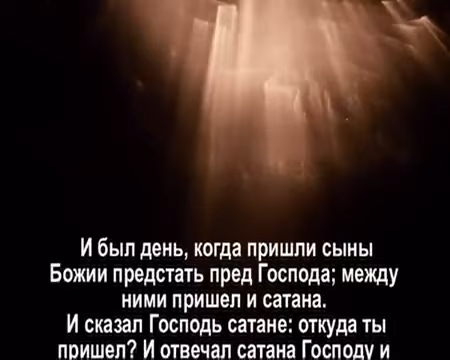 И был день, когда пришли сыны
Божии предстать пред Господа; между
ними пришел и сатана.
И сказал Господь сатане: откуда ты
пришел? И отвечал сатана Господу и